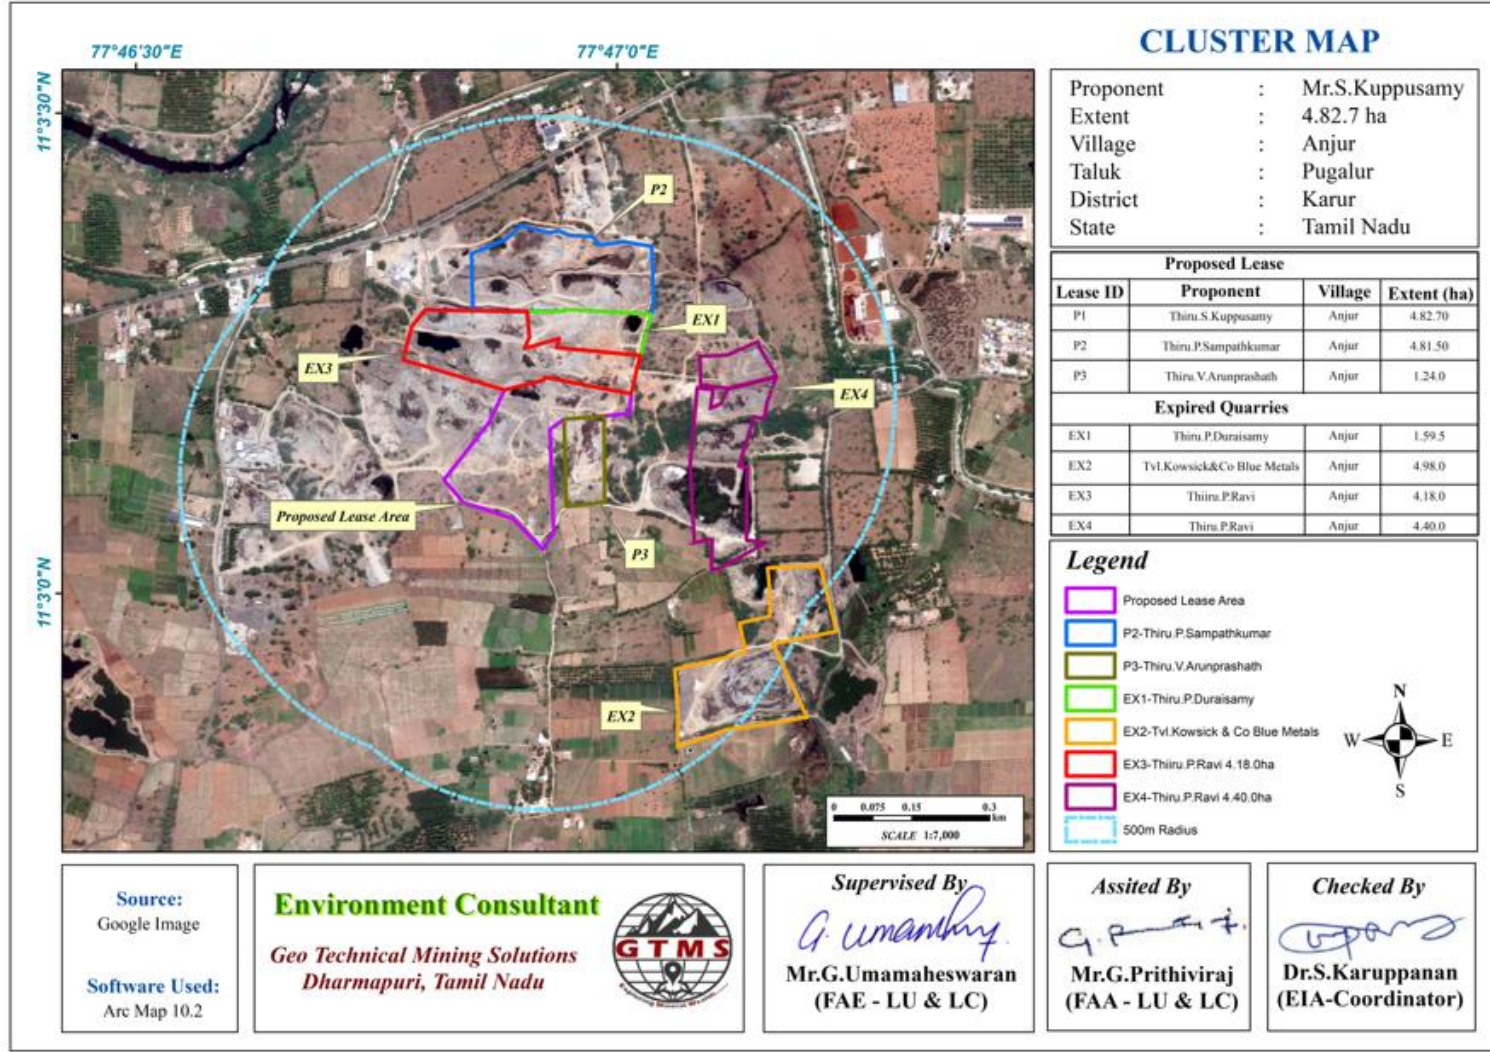 CLUSTER MAP
77°46'30"E
77°47'0"E
11°3'30"N
11°3'0"N
P2
EX1
EX3
EX4
Proposed Lease Area
P3
EX2
0 0.075 0.15 0.3
km
SCALE 1:7,000
Proponent : Mr.S.Kuppusamy
Extent : 4.82.7 ha
Village : Anjur
Taluk : Pugalur
District : Karur
State : Tamil Nadu
Proposed Lease
Lease ID Proponent Village Extent (ha)
P1 Thiru.S.Kuppusamy Anjur 4.82.70
P2 Thiru.P.Sampathkumar Anjur 4.81.50
P3 Thiru.V.Arunprashath Anjur 1.24.0
Expired Quarries
EX1 Thiru.P.Duraisamy Anjur 1.59.5
EX2 Tvl.Kowsick&Co Blue Metals Anjur 4.98.0
EX3 Thiiru.P.Ravi Anjur 4.18.0
EX4 Thiru.P.Ravi Anjur 4.40.0
Legend
Proposed Lease Area
P2-Thiru.P.Sampathkumar
P3-Thiru.V.Arunprashath
EX1-Thiru.P.Duraisamy
EX2-Tvl.Kowsick & Co Blue Metals
EX3-Thiiru.P.Ravi 4.18.0ha
EX4-Thiru.P.Ravi 4.40.0ha
500m Radius
N
W E
S
Source:
Google Image
Software Used:
Arc Map 10.2
Environment Consultant
Geo Technical Mining Solutions
Dharmapuri, Tamil Nadu
GTMS
Supervised By
G. Umamhy
Mr.G.Umamaheswaran
(FAE - LU & LC)
Assited By
Mr.G.Prithiviraj
(FAA - LU & LC)
Checked By
Dr.S.Karuppanan
(EIA-Coordinator)